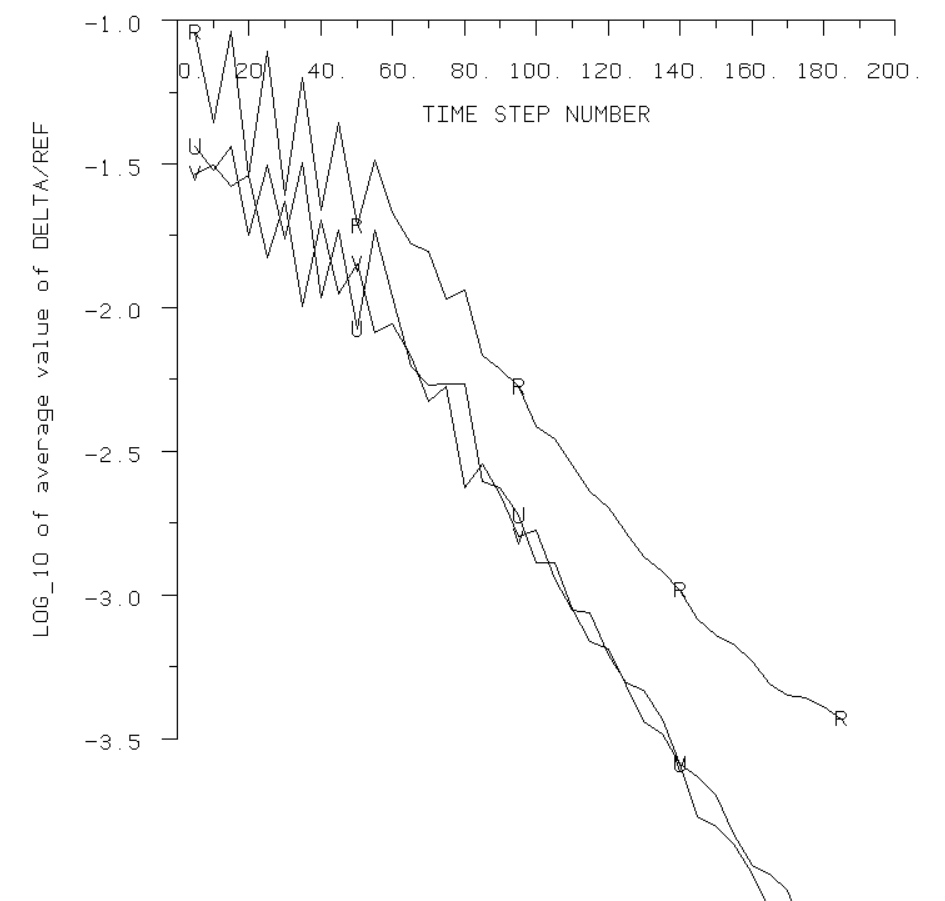 -1.0
0. 20. 40. 60. 80. 100. 120. 140. 160. 180. 200.
TIME STEP NUMBER
-1.5
-2.0
-2.5
-3.0
-3.5
LOG_10 of average value of DELTA/REF
R
U
V
R
V
U
R
U
R
U
R